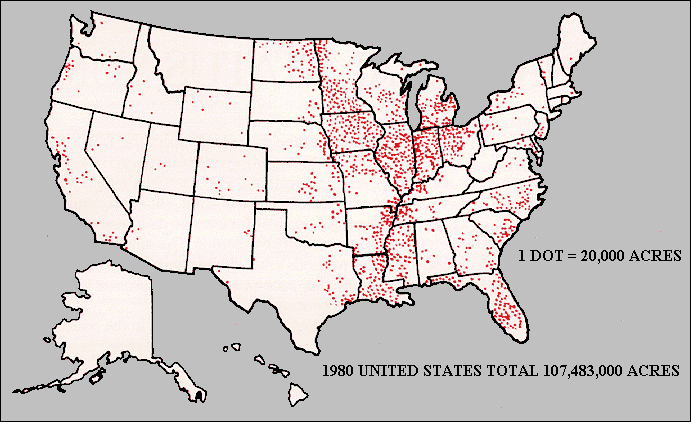 1 DOT = 20,000 ACRES
1980 UNITED STATES TOTAL 107,483,000 ACRES